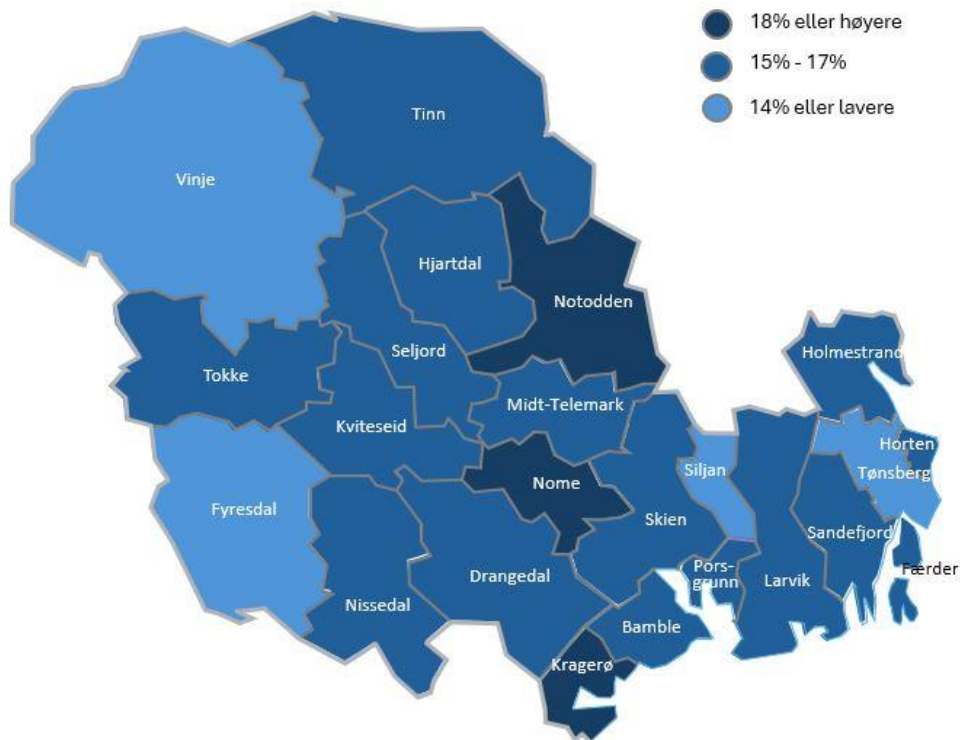 18% eller høyere
15% - 17%
14% eller lavere
Tinn
Vinje
Hjartdal
Notodden
Seljord
Holmestrand
Tokke
Midt-Telemark
Kviteseid
Horten
Siljan
Tønsberg
Nome
Fyresdal
Skien
Sandefjord
Færder
Pors-
grunn
Larvik
Drangedal
Nissedal
Bamble
Kragerø